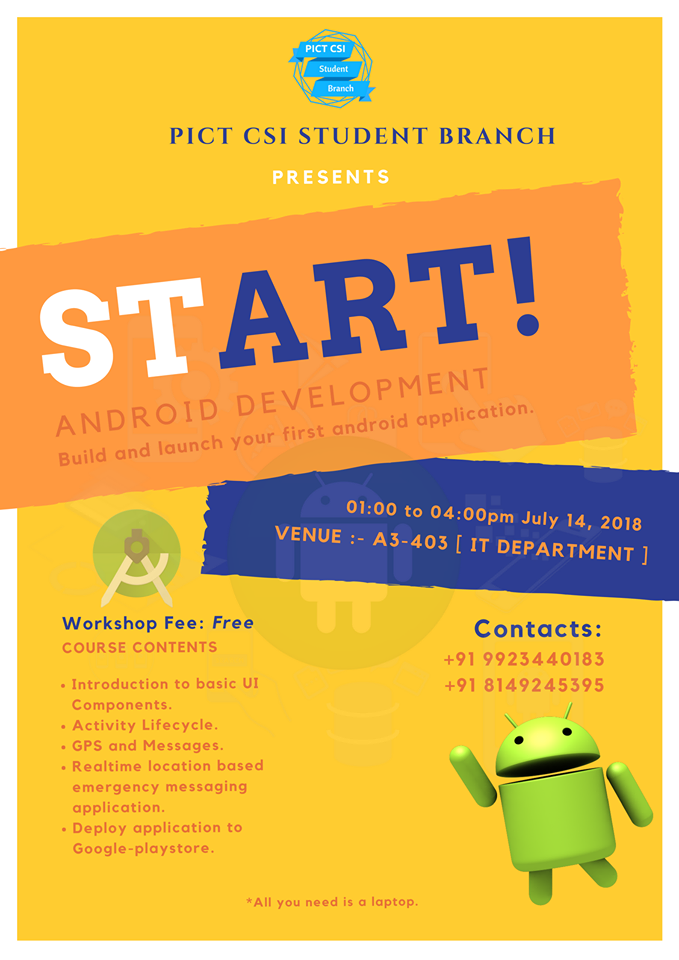 PICT CSI
Student
Branch
PICT CSI STUDENT BRANCH
PRESENTS
START!
ANDROID DEVELOPMENT
Build and launch your first android application.
01:00 to 04:00pm July 14, 2018
VENUE :- A3-403 [ IT DEPARTMENT ]
Workshop Fee: Free
COURSE CONTENTS
• Introduction to basic UI
Components.
• Activity Lifecycle.
• GPS and Messages.
• Realtime location based
emergency messaging
application.
• Deploy application to
Google-playstore.
Contacts:
+91 9923440183
+91 8149245395
*All you need is a laptop.